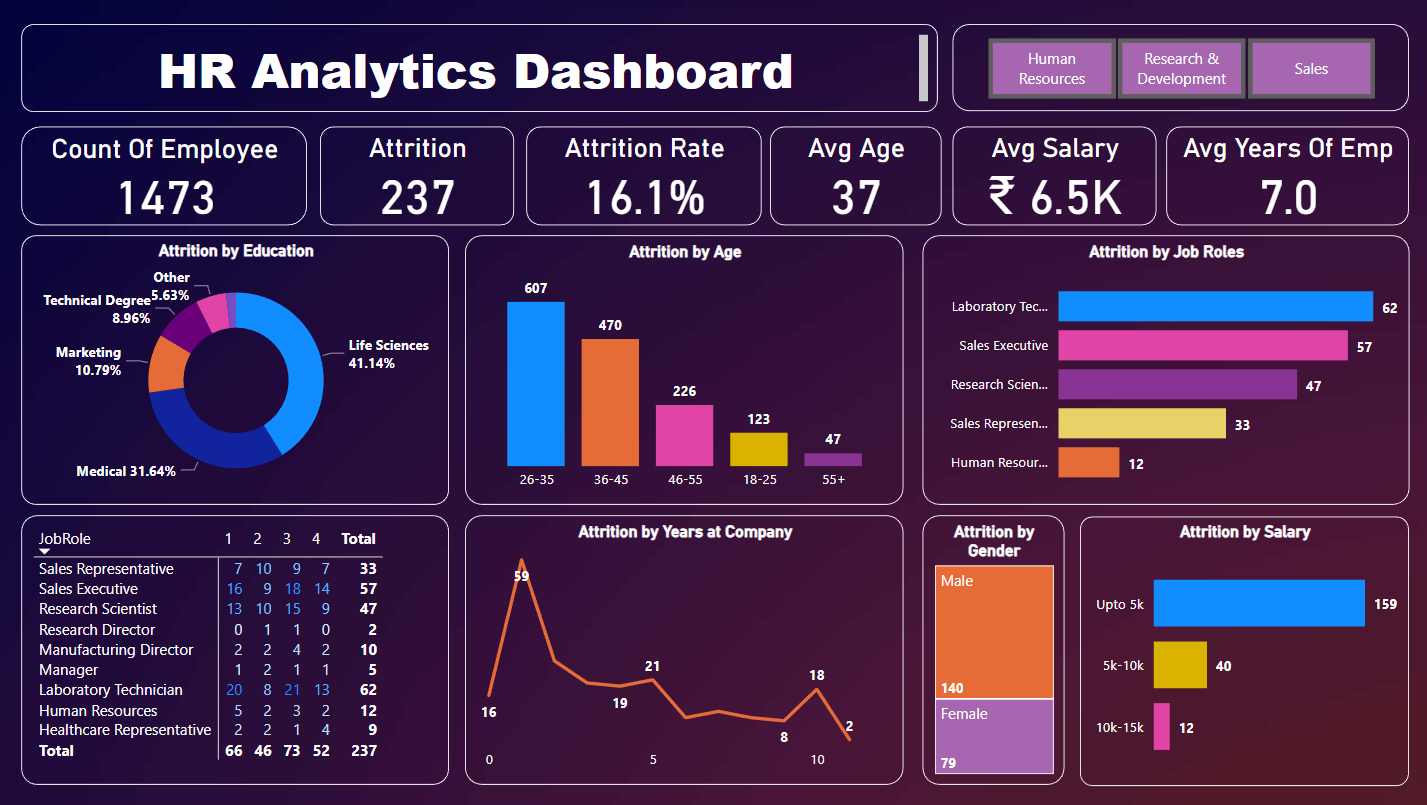 HR Analytics Dashboard
Human
Resources
Research &
Development
Sales
Count Of Employee
1473
Attrition
237
Attrition Rate
16.1%
Avg Age
37
Avg Salary
₹ 6.5K
Avg Years Of Emp
7.0
Attrition by Education
Other
5.63%
Technical Degree
8.96%
Marketing
10.79%
Life Sciences
41.14%
Medical 31.64%
Attrition by Age
607
470
226
123
47
26-35 36-45 46-55 18-25 55+
Attrition by Job Roles
Laboratory Tec... 62
Sales Executive 57
Research Scien... 47
Sales Represen... 33
Human Resour... 12
JobRole 1 2 3 4 Total
Sales Representative 7 10 9 7 33
Sales Executive 16 9 18 14 57
Research Scientist 13 10 15 9 47
Research Director 0 1 1 0 2
Manufacturing Director 2 2 4 2 10
Manager 1 2 1 1 5
Laboratory Technician 20 8 21 13 62
Human Resources 5 2 3 2 12
Healthcare Representative 2 2 1 4 9
Total 66 46 73 52 237
Attrition by Years at Company
59
16
19
21
8
18
2
0 5 10
Attrition by
Gender
Male
140
Female
79
Attrition by Salary
Upto 5k 159
5k-10k 40
10k-15k 12